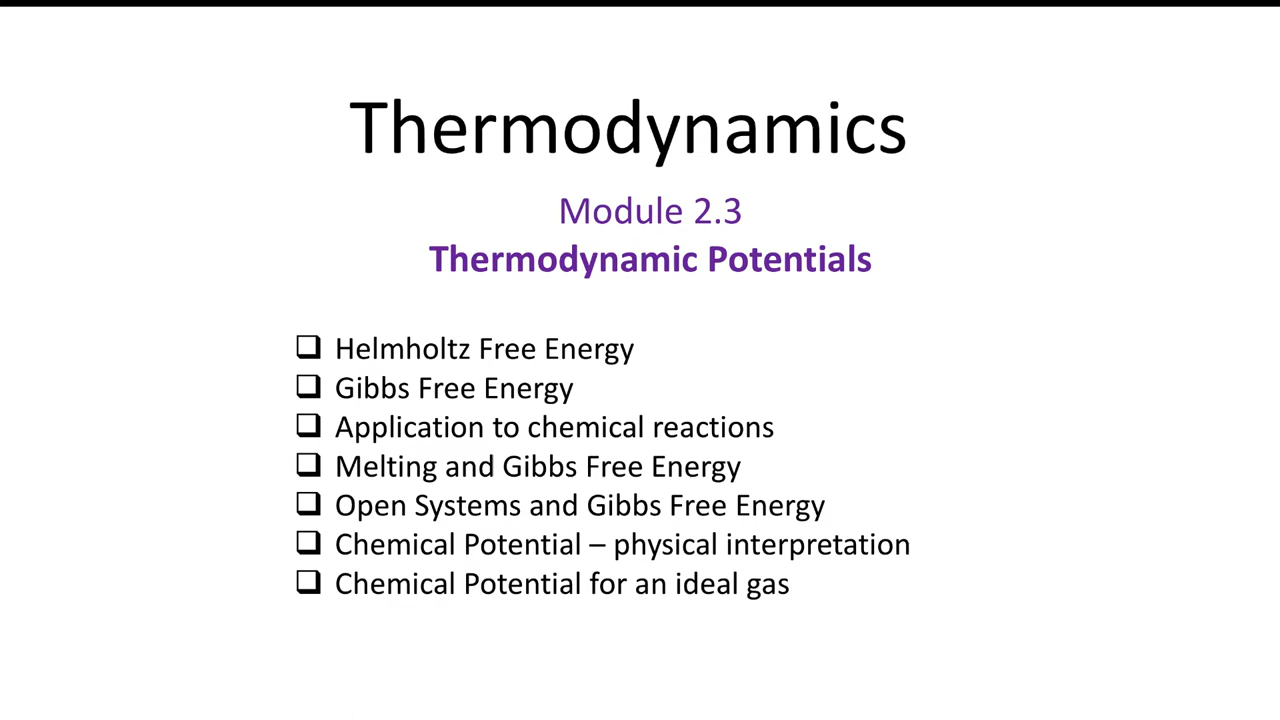 Thermodynamics
Module 2.3
Thermodynamic Potentials
❑ Helmholtz Free Energy
❑ Gibbs Free Energy
❑ Application to chemical reactions
❑ Melting and Gibbs Free Energy
❑ Open Systems and Gibbs Free Energy
❑ Chemical Potential – physical interpretation
❑ Chemical Potential for an ideal gas